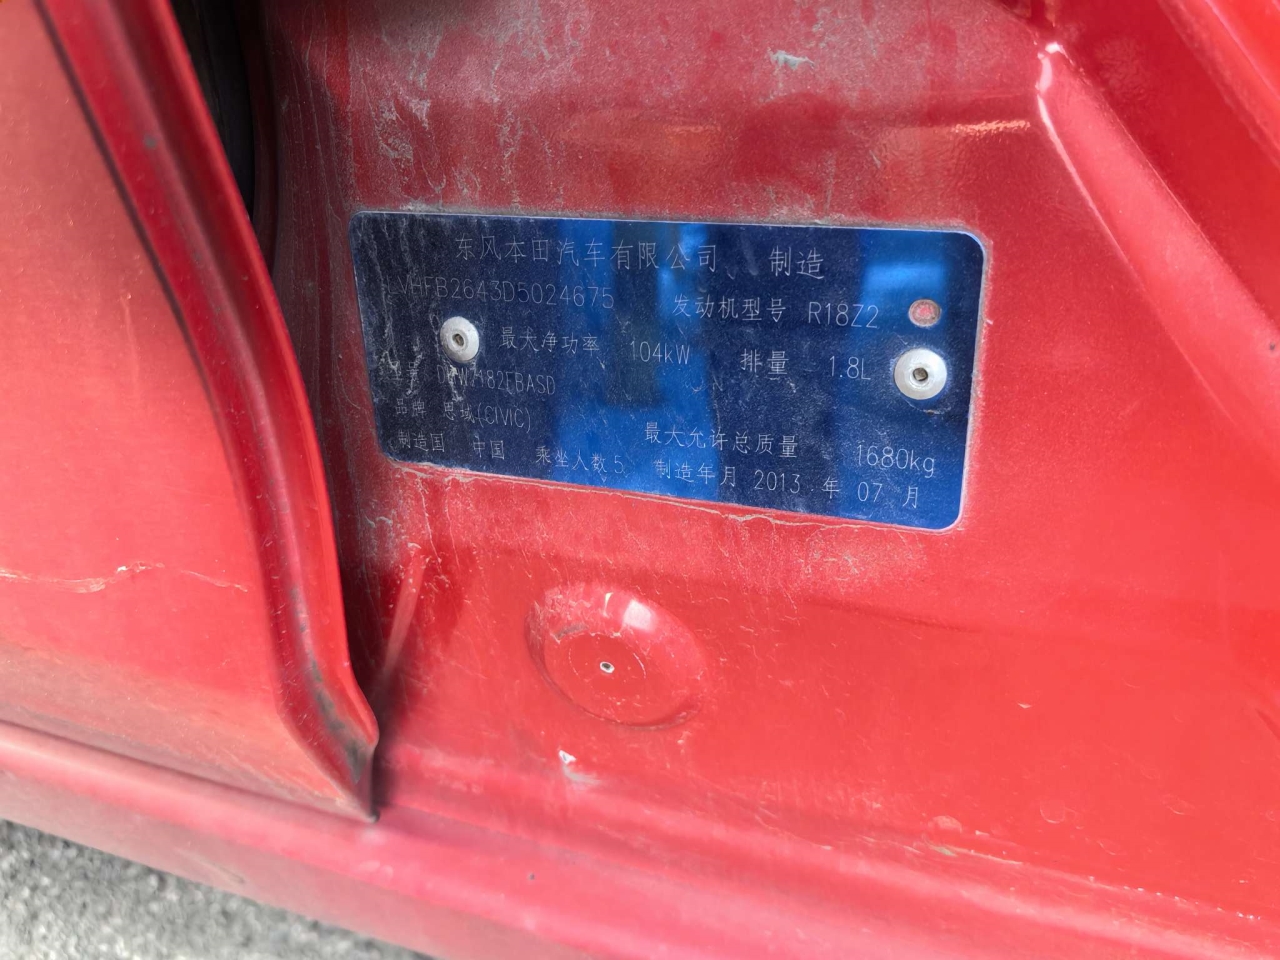 东风本田汽车有限公司 制造
LVHFB2643D5024675 发动机型号 R18Z2
最大净功率 104kW 排量 1.8L
品牌 思域(CIVIC) 最大允许总质量 1680kg
制造国 中国 乘坐人数 5 制造年月 2013 年 07 月